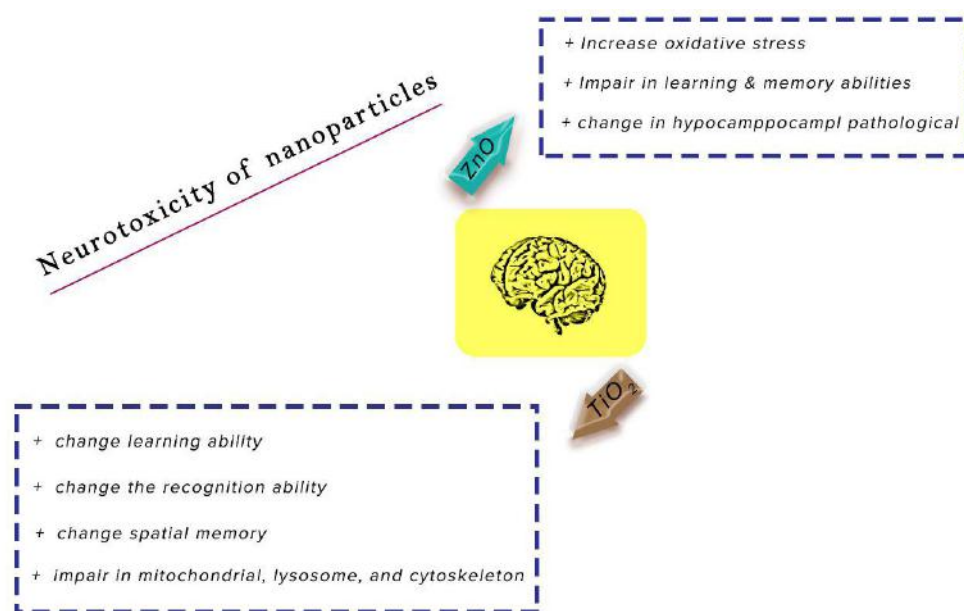 Neurotoxicity of nanoparticles
+ Increase oxidative stress
+ Impair in learning & memory abilities
+ change in hypocamppocampl pathological
ZnO
TiO2
+ change learning ability
+ change the recognition ability
+ change spatial memory
+ impair in mitochondrial, lysosome, and cytoskeleton